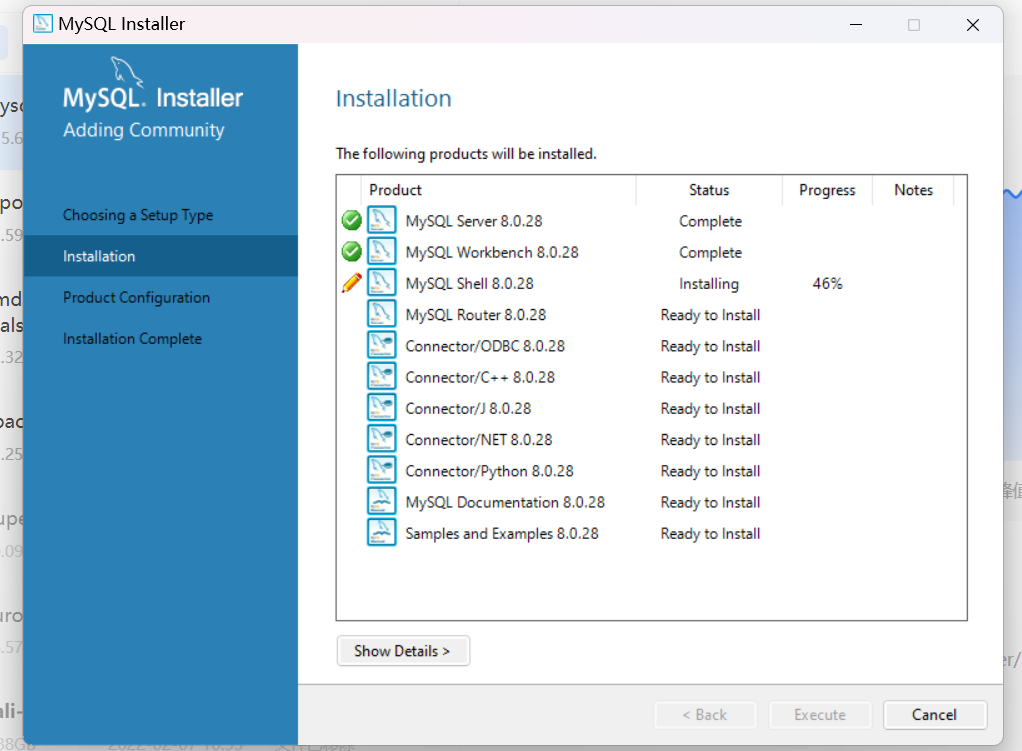 MySQL Installer
MySQL. Installer
Adding Community
Choosing a Setup Type
Installation
Product Configuration
Installation Complete
Installation
The following products will be installed.
Product Status Progress Notes
MySQL Server 8.0.28 Complete
MySQL Workbench 8.0.28 Complete
MySQL Shell 8.0.28 Installing 46%
MySQL Router 8.0.28 Ready to Install
Connector/ODBC 8.0.28 Ready to Install
Connector/C++ 8.0.28 Ready to Install
Connector/J 8.0.28 Ready to Install
Connector/NET 8.0.28 Ready to Install
Connector/Python 8.0.28 Ready to Install
MySQL Documentation 8.0.28 Ready to Install
Samples and Examples 8.0.28 Ready to Install
Show Details >
< Back Execute Cancel